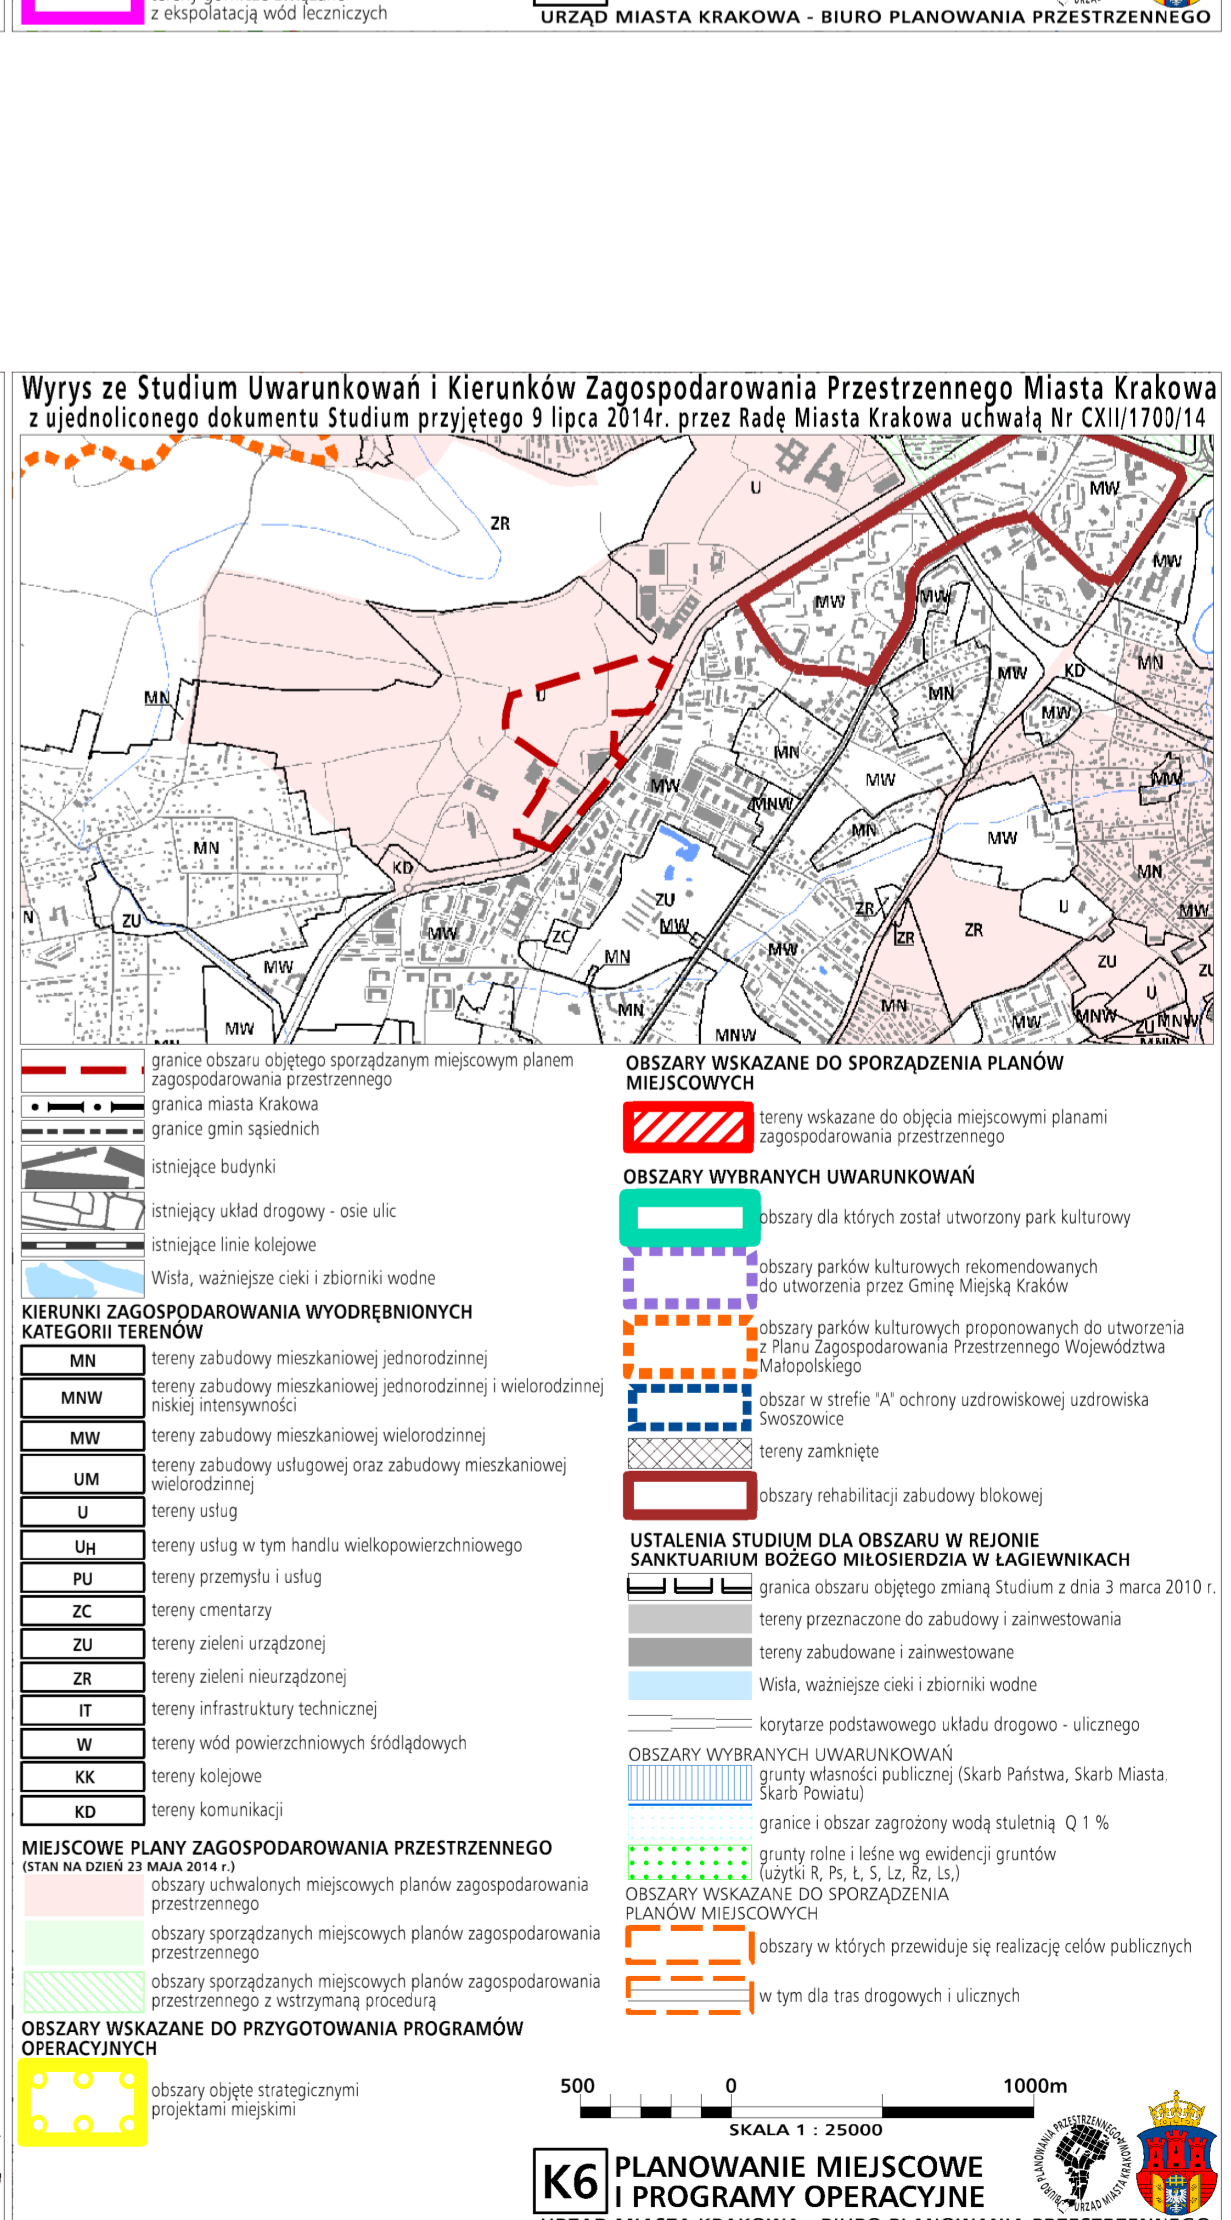 z ekspolatacją wód leczniczych
URZĄD MIASTA KRAKOWA - BIURO PLANOWANIA PRZESTRZENNEGO
Wyrys ze Studium Uwarunkowań i Kierunków Zagospodarowania Przestrzennego Miasta Krakowa
z ujednoliconego dokumentu Studium przyjętego 9 lipca 2014r. przez Radę Miasta Krakowa uchwałą Nr CXII/1700/14
U
MW
ZR
MW
MW
MW
MN
MW
KD
MN
MN
U
MW
MN
MW
MW
MW
MNW
MN
MW
MN
KD
MN
ZU
MW
ZR
U
MW
N
ZU
MW
ZC
ZR
ZR
MW
MN
ZU
ZU
MW
U
MN
MN
MW
MNW
MNW
MW
MNW
ZU
granice obszaru objętego sporządzanym miejscowym planem
zagospodarowania przestrzennego
granica miasta Krakowa
granice gmin sąsiednich
istniejące budynki
istniejący układ drogowy - osie ulic
istniejące linie kolejowe
Wisła, ważniejsze cieki i zbiorniki wodne
KIERUNKI ZAGOSPODAROWANIA WYODRĘBNIONYCH
KATEGORII TERENÓW
MN tereny zabudowy mieszkaniowej jednorodzinnej
MNW tereny zabudowy mieszkaniowej jednorodzinnej i wielorodzinnej
niskiej intensywności
MW tereny zabudowy mieszkaniowej wielorodzinnej
UM tereny zabudowy usługowej oraz zabudowy mieszkaniowej
wielorodzinnej
U tereny usług
UH tereny usług w tym handlu wielkopowierzchniowego
PU tereny przemysłu i usług
ZC tereny cmentarzy
ZU tereny zieleni urządzonej
ZR tereny zieleni nieurządzonej
IT tereny infrastruktury technicznej
W tereny wód powierzchniowych śródlądowych
KK tereny kolejowe
KD tereny komunikacji
MIEJSCOWE PLANY ZAGOSPODAROWANIA PRZESTRZENNEGO
(STAN NA DZIEŃ 23 MAJA 2014 r.)
obszary uchwalonych miejscowych planów zagospodarowania
przestrzennego
obszary sporządzanych miejscowych planów zagospodarowania
przestrzennego
obszary sporządzanych miejscowych planów zagospodarowania
przestrzennego z wstrzymaną procedurą
OBSZARY WSKAZANE DO PRZYGOTOWANIA PROGRAMÓW
OPERACYJNYCH
obszary objęte strategicznymi
projektami miejskimi
OBSZARY WSKAZANE DO SPORZĄDZENIA PLANÓW
MIEJSCOWYCH
tereny wskazane do objęcia miejscowymi planami
zagospodarowania przestrzennego
OBSZARY WYBRANYCH UWARUNKOWAŃ
obszary dla których został utworzony park kulturowy
obszary parków kulturowych rekomendowanych
do utworzenia przez Gminę Miejską Kraków
obszary parków kulturowych proponowanych do utworzenia
z Planu Zagospodarowania Przestrzennego Województwa
Małopolskiego
obszar w strefie "A" ochrony uzdrowiskowej uzdrowiska
Swoszowice
tereny zamknięte
obszary rehabilitacji zabudowy blokowej
USTALENIA STUDIUM DLA OBSZARU W REJONIE
SANKTUARIUM BOŻEGO MIŁOSIERDZIA W ŁAGIEWNIKACH
granica obszaru objętego zmianą Studium z dnia 3 marca 2010 r.
tereny przeznaczone do zabudowy i zainwestowania
tereny zabudowane i zainwestowane
Wisła, ważniejsze cieki i zbiorniki wodne
korytarze podstawowego układu drogowo - ulicznego
OBSZARY WYBRANYCH UWARUNKOWAŃ
grunty własności publicznej (Skarb Państwa, Skarb Miasta,
Skarb Powiatu)
granice i obszar zagrożony wodą stuletnią Q 1 %
grunty rolne i leśne wg ewidencji gruntów
(użytki R, Ps, Ł, S, Lz, Rz, Ls,)
OBSZARY WSKAZANE DO SPORZĄDZENIA
PLANÓW MIEJSCOWYCH
obszary w których przewiduje się realizację celów publicznych
w tym dla tras drogowych i ulicznych
500 0 1000m
SKALA 1 : 25000
K6 PLANOWANIE MIEJSCOWE
I PROGRAMY OPERACYJNE
BIURO PLANOWANIA PRZESTRZENNEGO
URZĄD MIASTA KRAKOWA